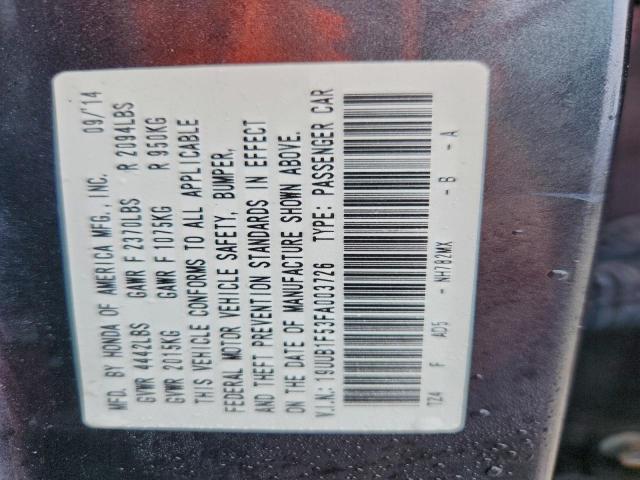 MFD. BY HONDA OF AMERICA MFG., INC. 09/'14
GVWR 4442LBS GAWR F 2370LBS R 2094LBS
GVWR 2015KG GAWR F 1075KG R 950KG
THIS VEHICLE CONFORMS TO ALL APPLICABLE
FEDERAL MOTOR VEHICLE SAFETY, BUMPER,
AND THEFT PREVENTION STANDARDS IN EFFECT
ON THE DATE OF MANUFACTURE SHOWN ABOVE.
V.I.N.: 19UUB1F53FA003726 TYPE: PASSENGER CAR
TZ4 F AD5 - NH782MX - B - A